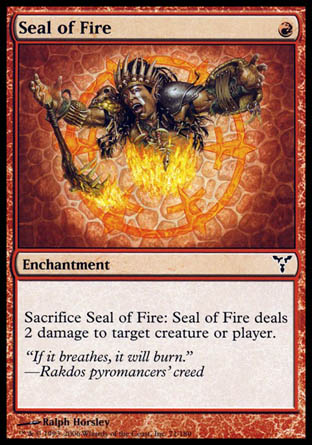 Seal of Fire
Enchantment
Sacrifice Seal of Fire: Seal of Fire deals
2 damage to target creature or player.
"If it breathes, it will burn."
—Rakdos pyromancers' creed
Ralph Horsley